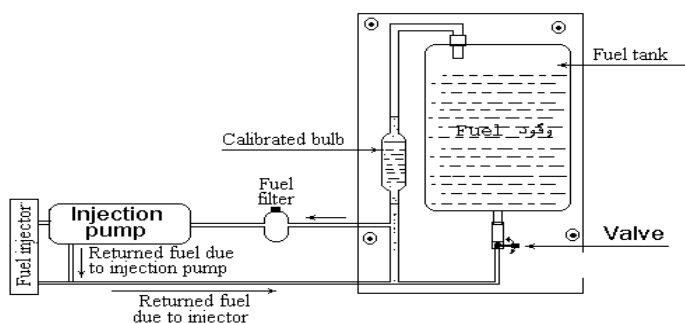 Fuel tank
Fuel وقود
Calibrated bulb
Fuel
filter
Injection
pump
Fuel injector
Valve
Returned fuel due
to injection pump
Returned fuel
due to injector